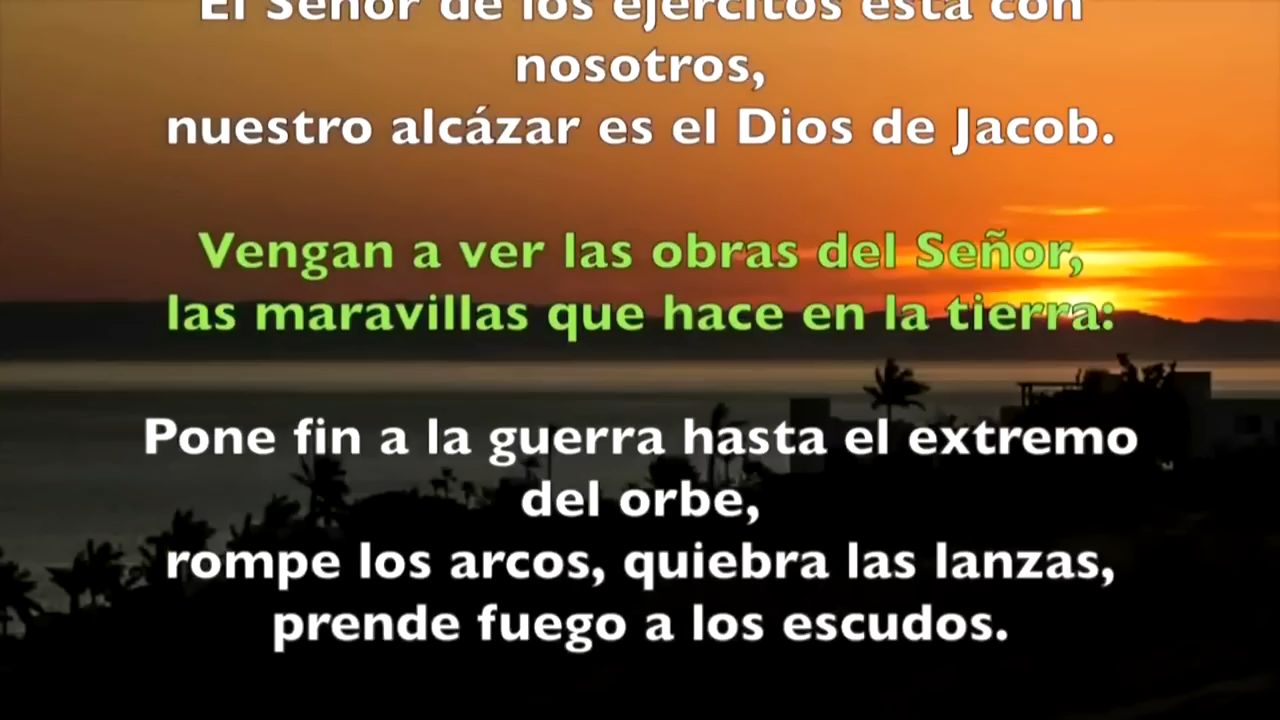 El Señor de los ejércitos está con
nosotros,
nuestro alcázar es el Dios de Jacob.
Vengan a ver las obras del Señor,
las maravillas que hace en la tierra:
Pone fin a la guerra hasta el extremo
del orbe,
rompe los arcos, quiebra las lanzas,
prende fuego a los escudos.